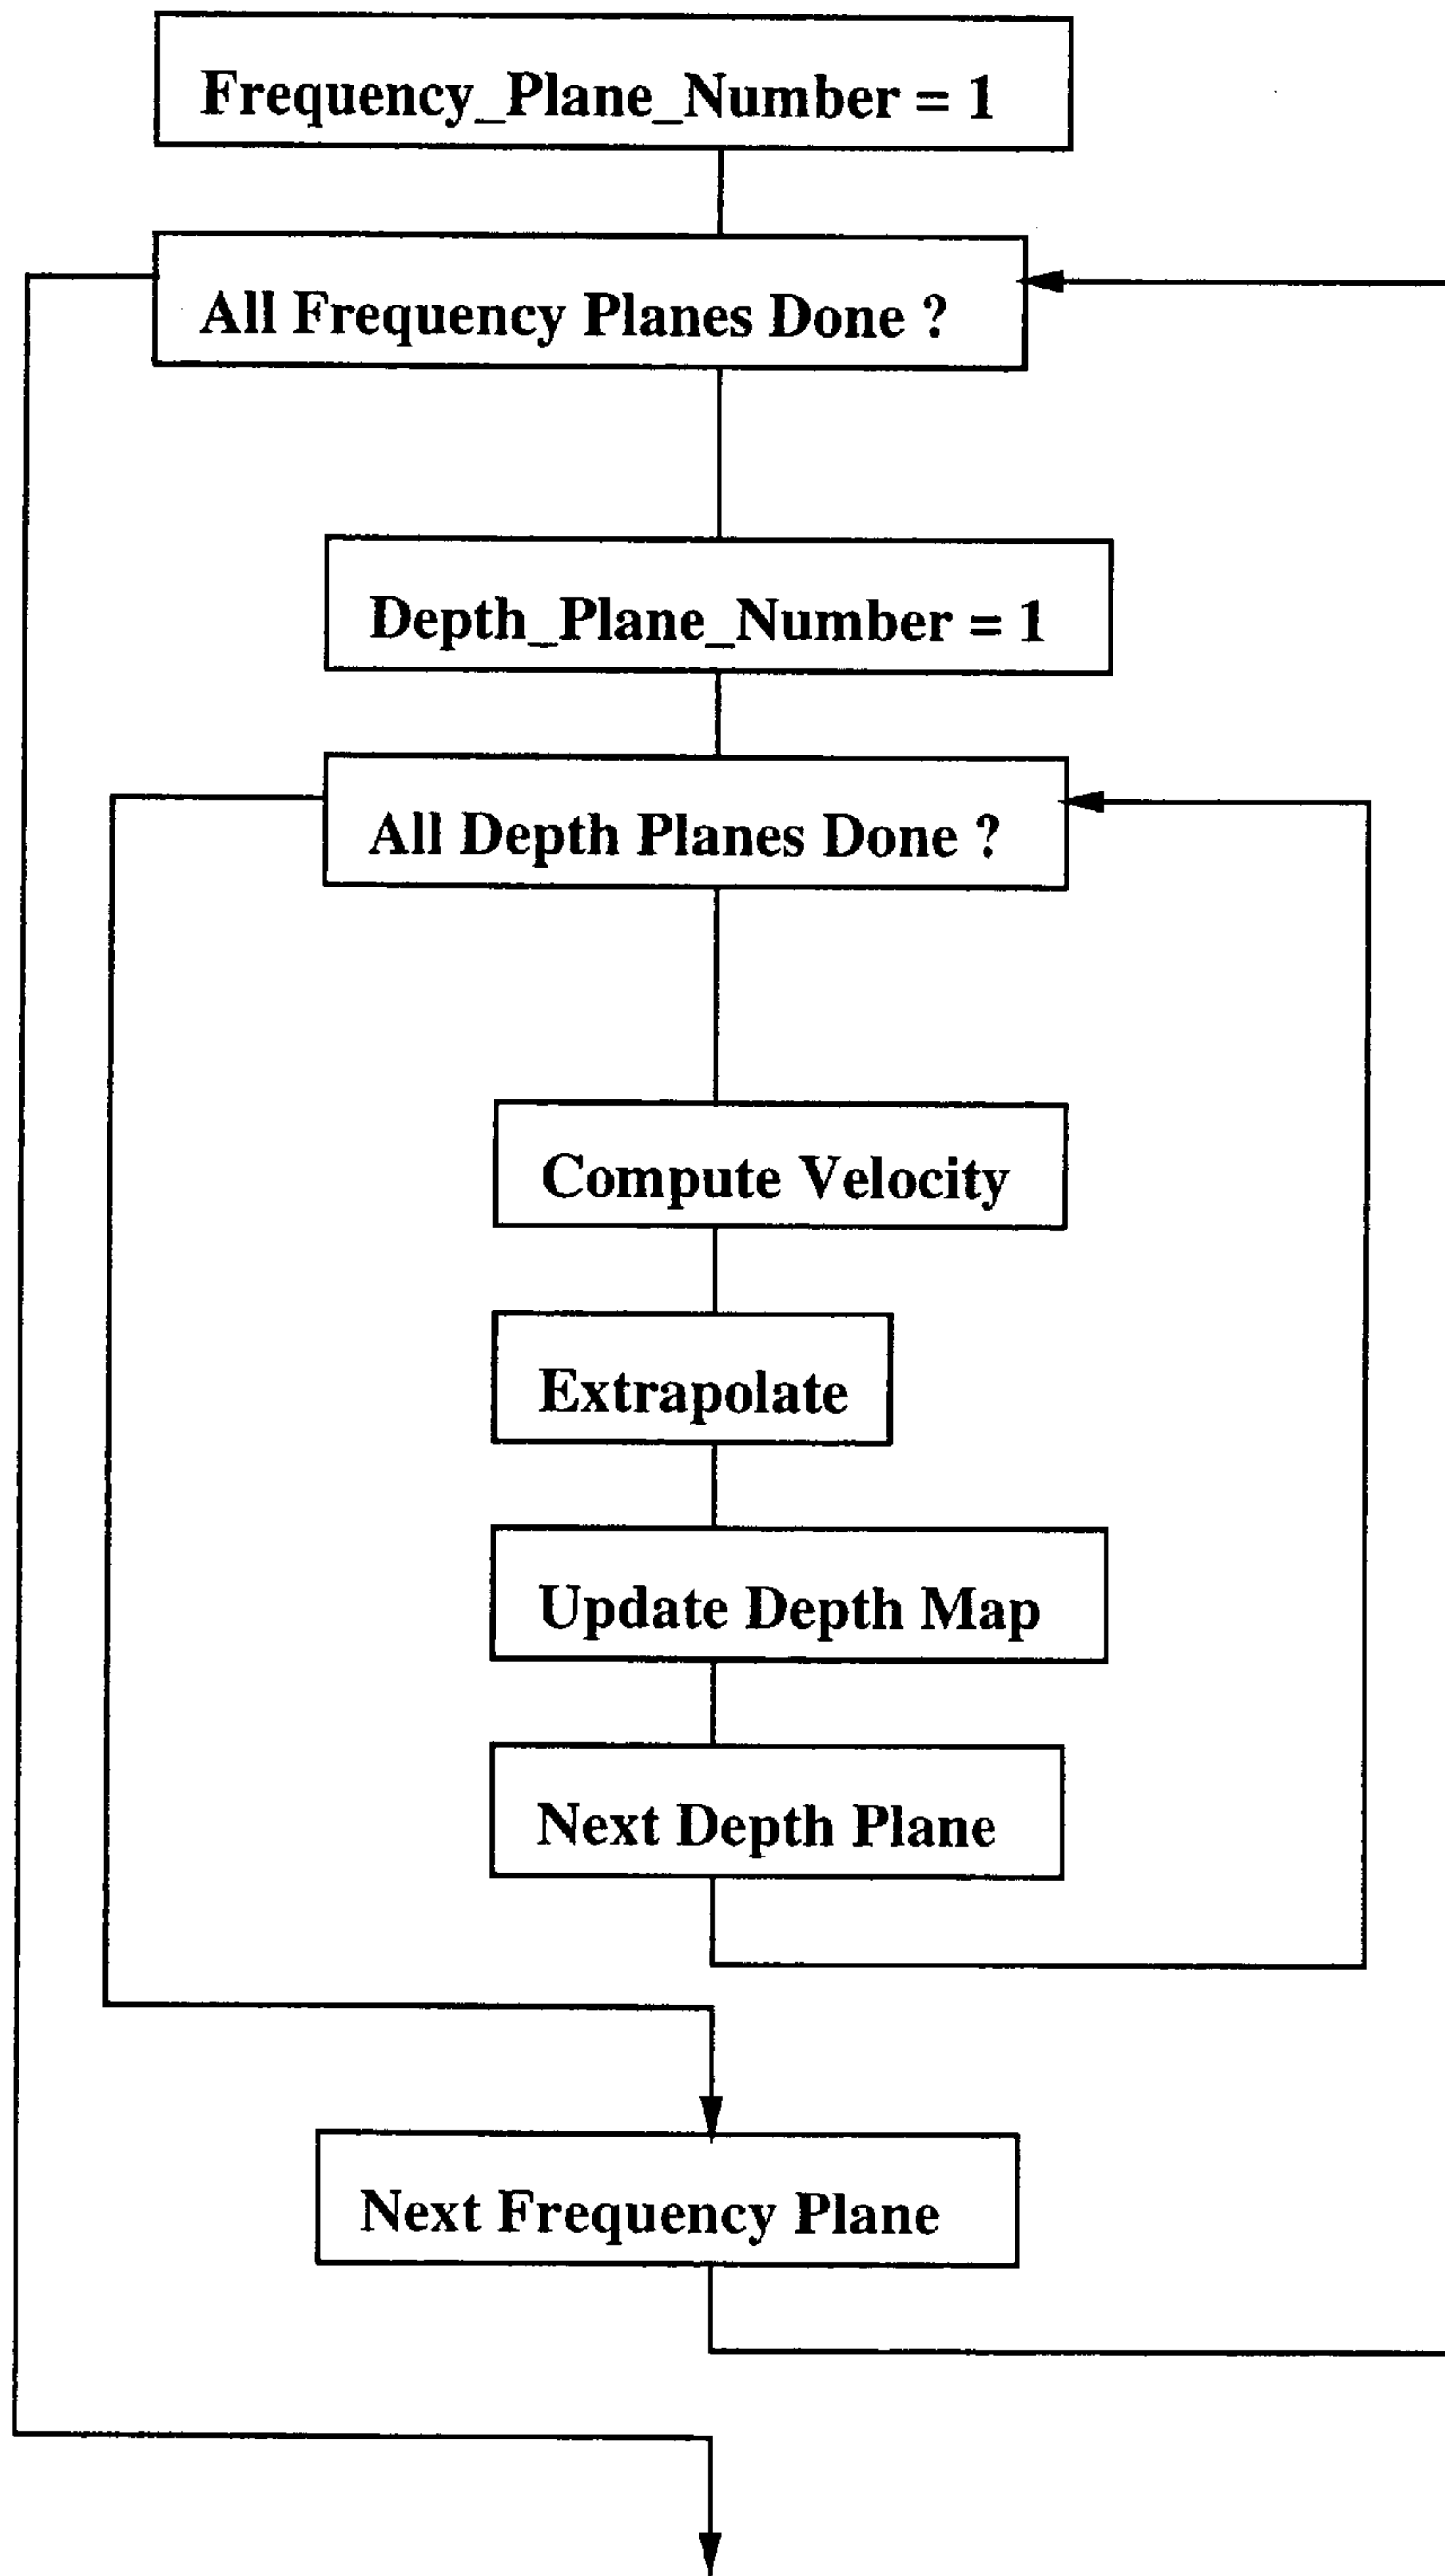 Frequency_Plane_Number = 1
All Frequency Planes Done ?
Depth_Plane_Number = 1
All Depth Planes Done ?
Compute Velocity
Extrapolate
Update Depth Map
Next Depth Plane
Next Frequency Plane